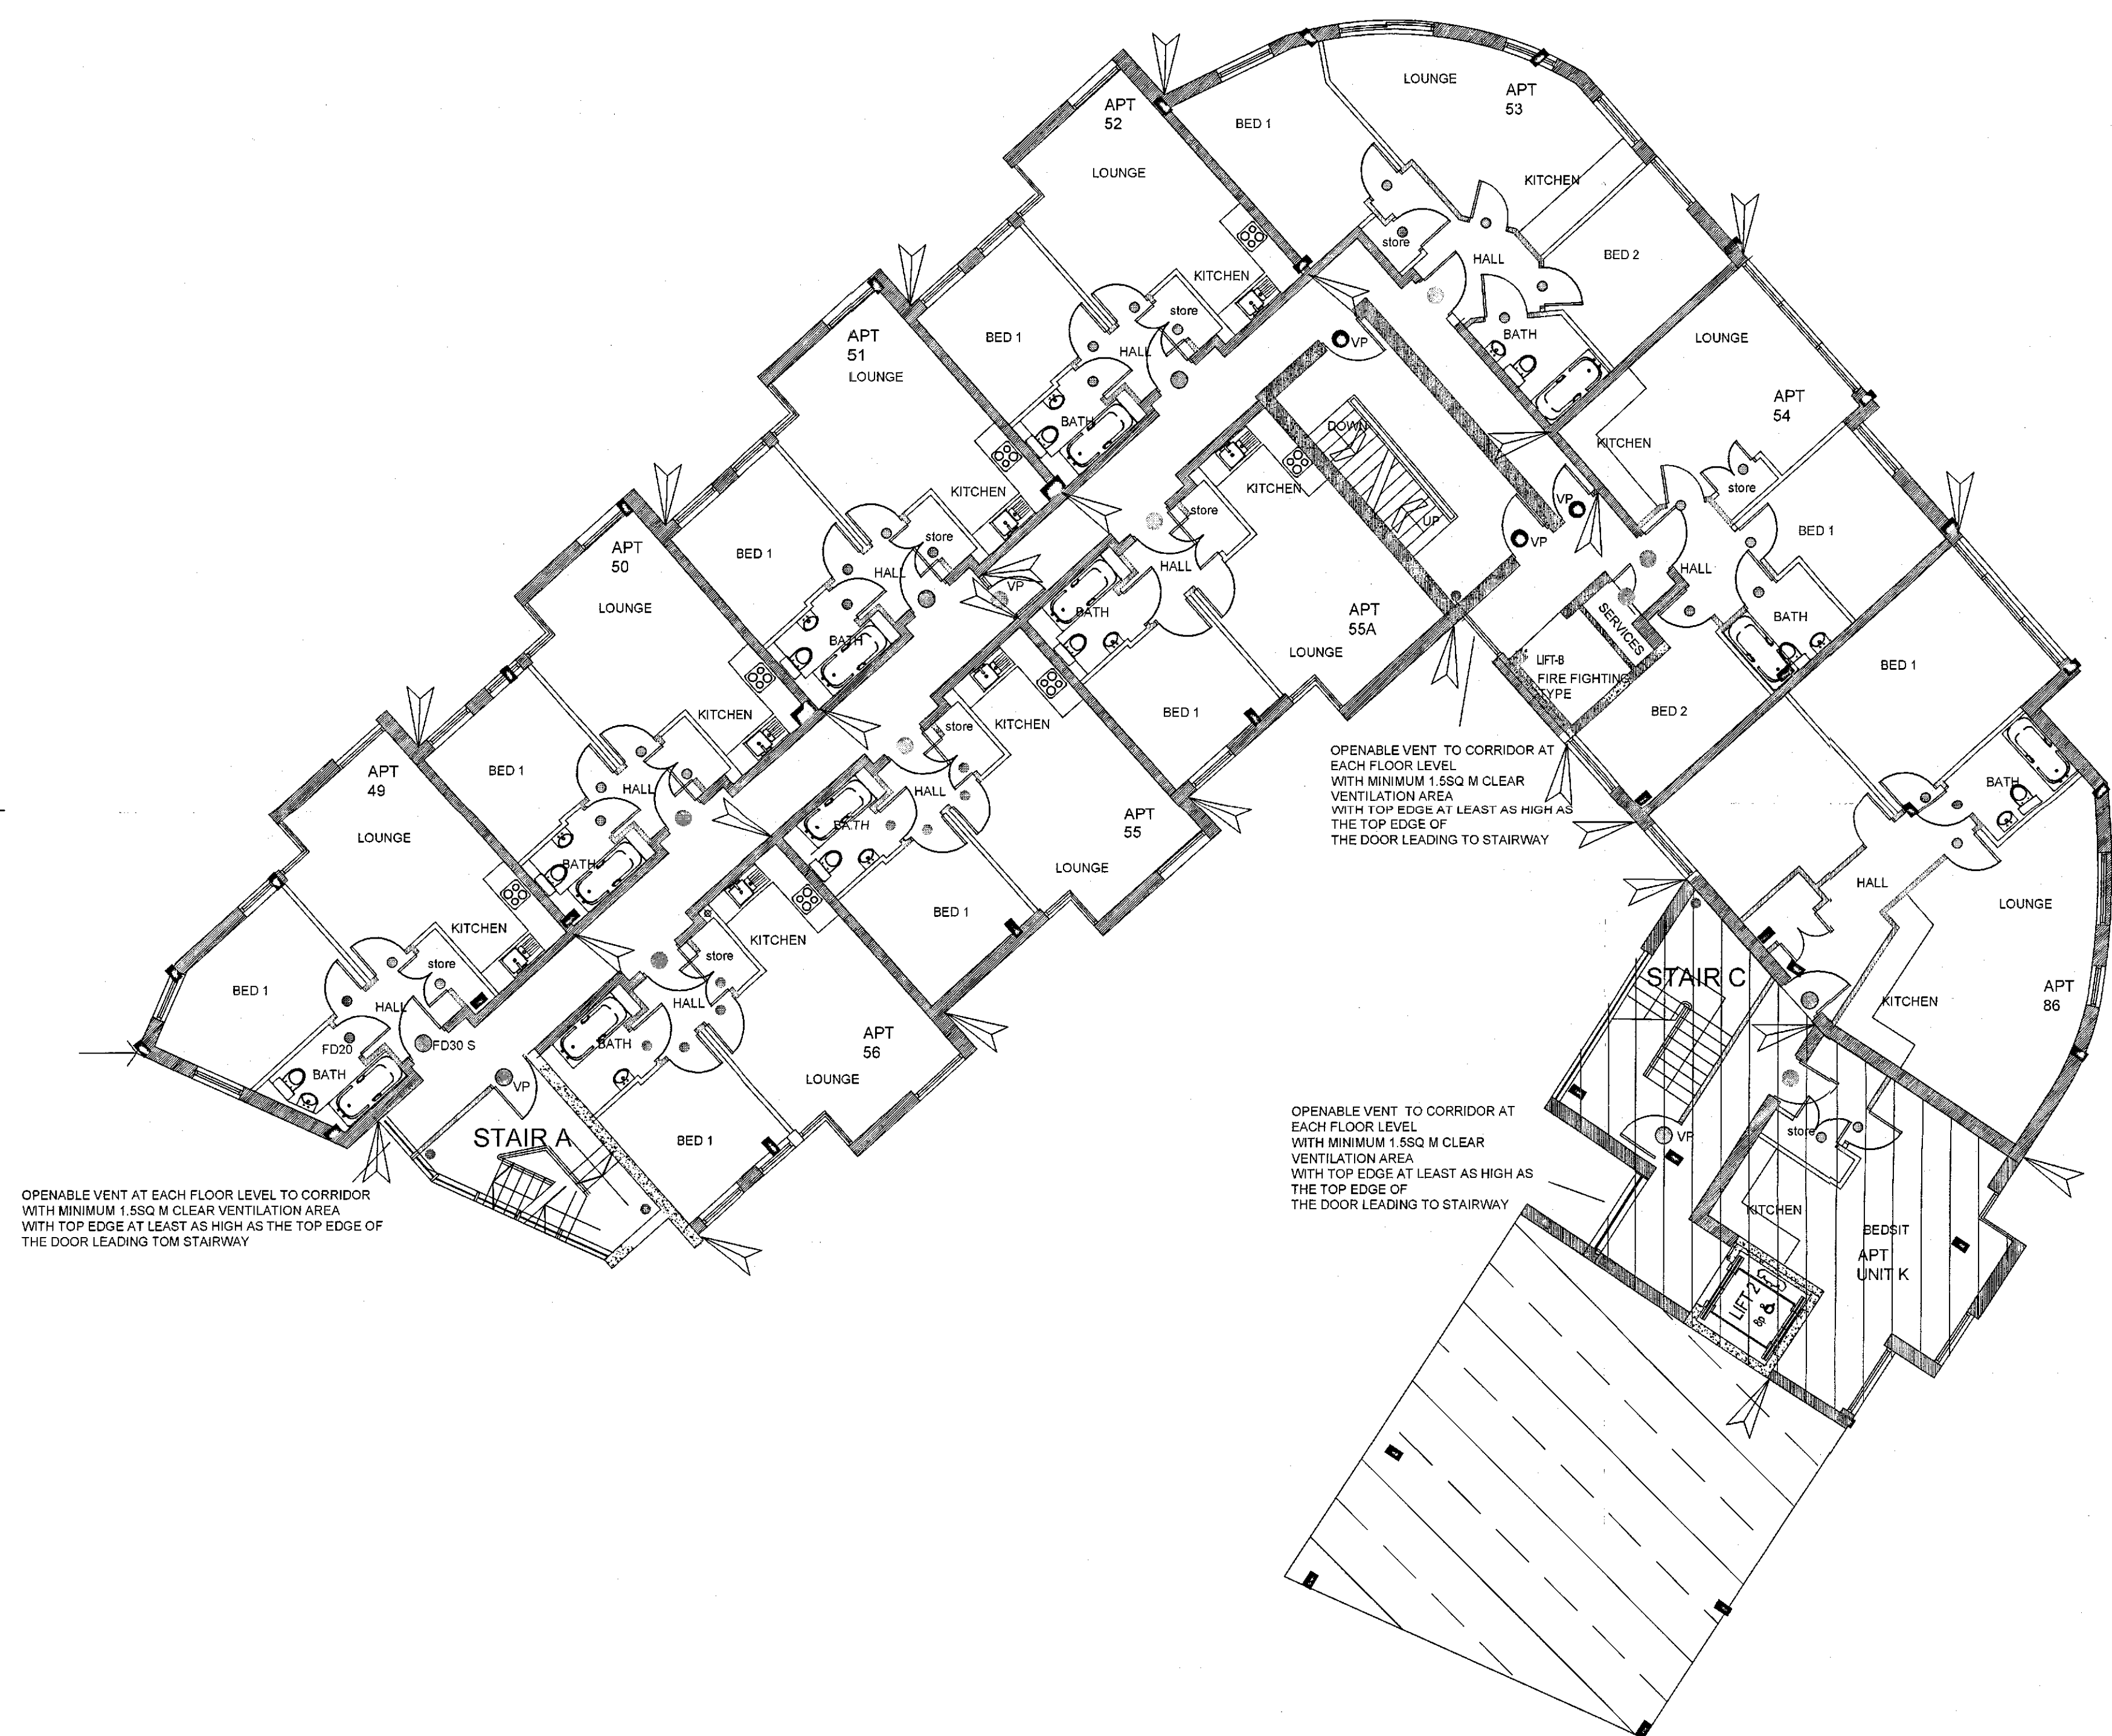 APT
52
LOUNGE
KITCHEN
store
BED 1
HALL
BATH
LOUNGE
APT
53
BED 1
KITCHEN
store
HALL
BED 2
BATH
LOUNGE
APT
54
KITCHEN
store
BED 1
HALL
BATH
BED 2
APT
51
LOUNGE
KITCHEN
store
BED 1
HALL
BATH
VP
VP
VP
VP
DOWN
UP
KITCHEN
store
HALL
BATH
APT
55A
LOUNGE
BED 1
SERVICES
LIFT-B
FIRE FIGHTING
TYPE
APT
50
LOUNGE
KITCHEN
BED 1
HALL
BATH
KITCHEN
store
HALL
BATH
APT
55
LOUNGE
BED 1
APT
49
LOUNGE
KITCHEN
store
BED 1
HALL
FD20
FD30 S
BATH
VP
STAIR A
KITCHEN
store
HALL
BATH
APT
56
LOUNGE
BED 1
OPENABLE VENT AT EACH FLOOR LEVEL TO CORRIDOR
WITH MINIMUM 1.5SQ M CLEAR VENTILATION AREA
WITH TOP EDGE AT LEAST AS HIGH AS THE TOP EDGE OF
THE DOOR LEADING TOM STAIRWAY
OPENABLE VENT TO CORRIDOR AT
EACH FLOOR LEVEL
WITH MINIMUM 1.5SQ M CLEAR
VENTILATION AREA
WITH TOP EDGE AT LEAST AS HIGH AS
THE TOP EDGE OF
THE DOOR LEADING TO STAIRWAY
BED 1
BATH
HALL
LOUNGE
KITCHEN
APT
86
STAIR C
VP
OPENABLE VENT TO CORRIDOR AT
EACH FLOOR LEVEL
WITH MINIMUM 1.5SQ M CLEAR
VENTILATION AREA
WITH TOP EDGE AT LEAST AS HIGH AS
THE TOP EDGE OF
THE DOOR LEADING TO STAIRWAY
store
KITCHEN
BEDSIT
APT
UNIT K
LIFT 2
8p